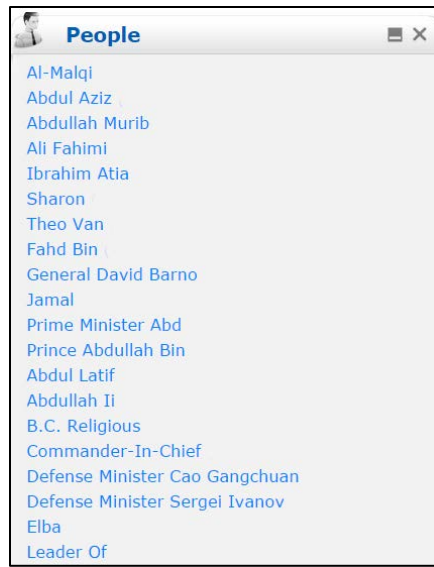 People
Al-Malqi
Abdul Aziz
Abdullah Murib
Ali Fahimi
Ibrahim Atia
Sharon
Theo Van
Fahd Bin
General David Barno
Jamal
Prime Minister Abd
Prince Abdullah Bin
Abdul Latif
Abdullah Ii
B.C. Religious
Commander-In-Chief
Defense Minister Cao Gangchuan
Defense Minister Sergei Ivanov
Elba
Leader Of